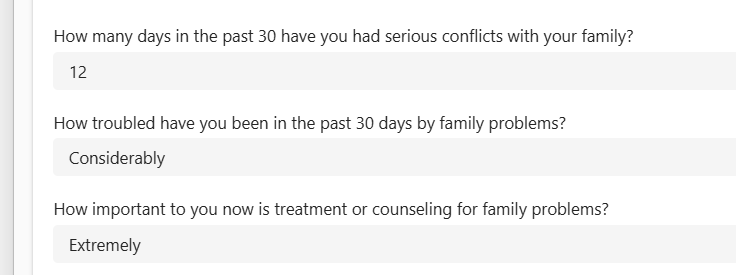 How many days in the past 30 have you had serious conflicts with your family?
12
How troubled have you been in the past 30 days by family problems?
Considerably
How important to you now is treatment or counseling for family problems?
Extremely